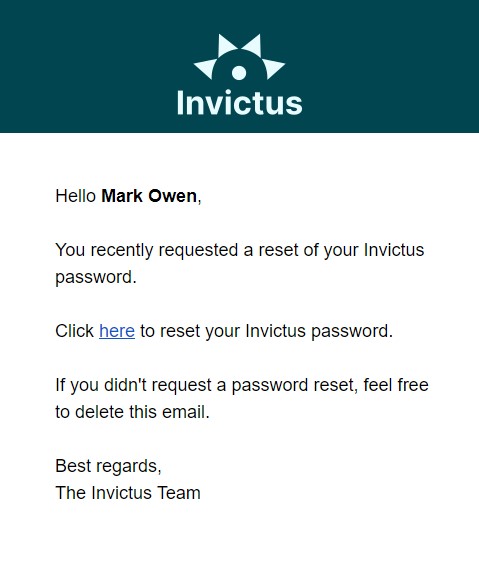 Invictus
Hello Mark Owen,
You recently requested a reset of your Invictus
password.
Click here to reset your Invictus password.
If you didn't request a password reset, feel free
to delete this email.
Best regards,
The Invictus Team